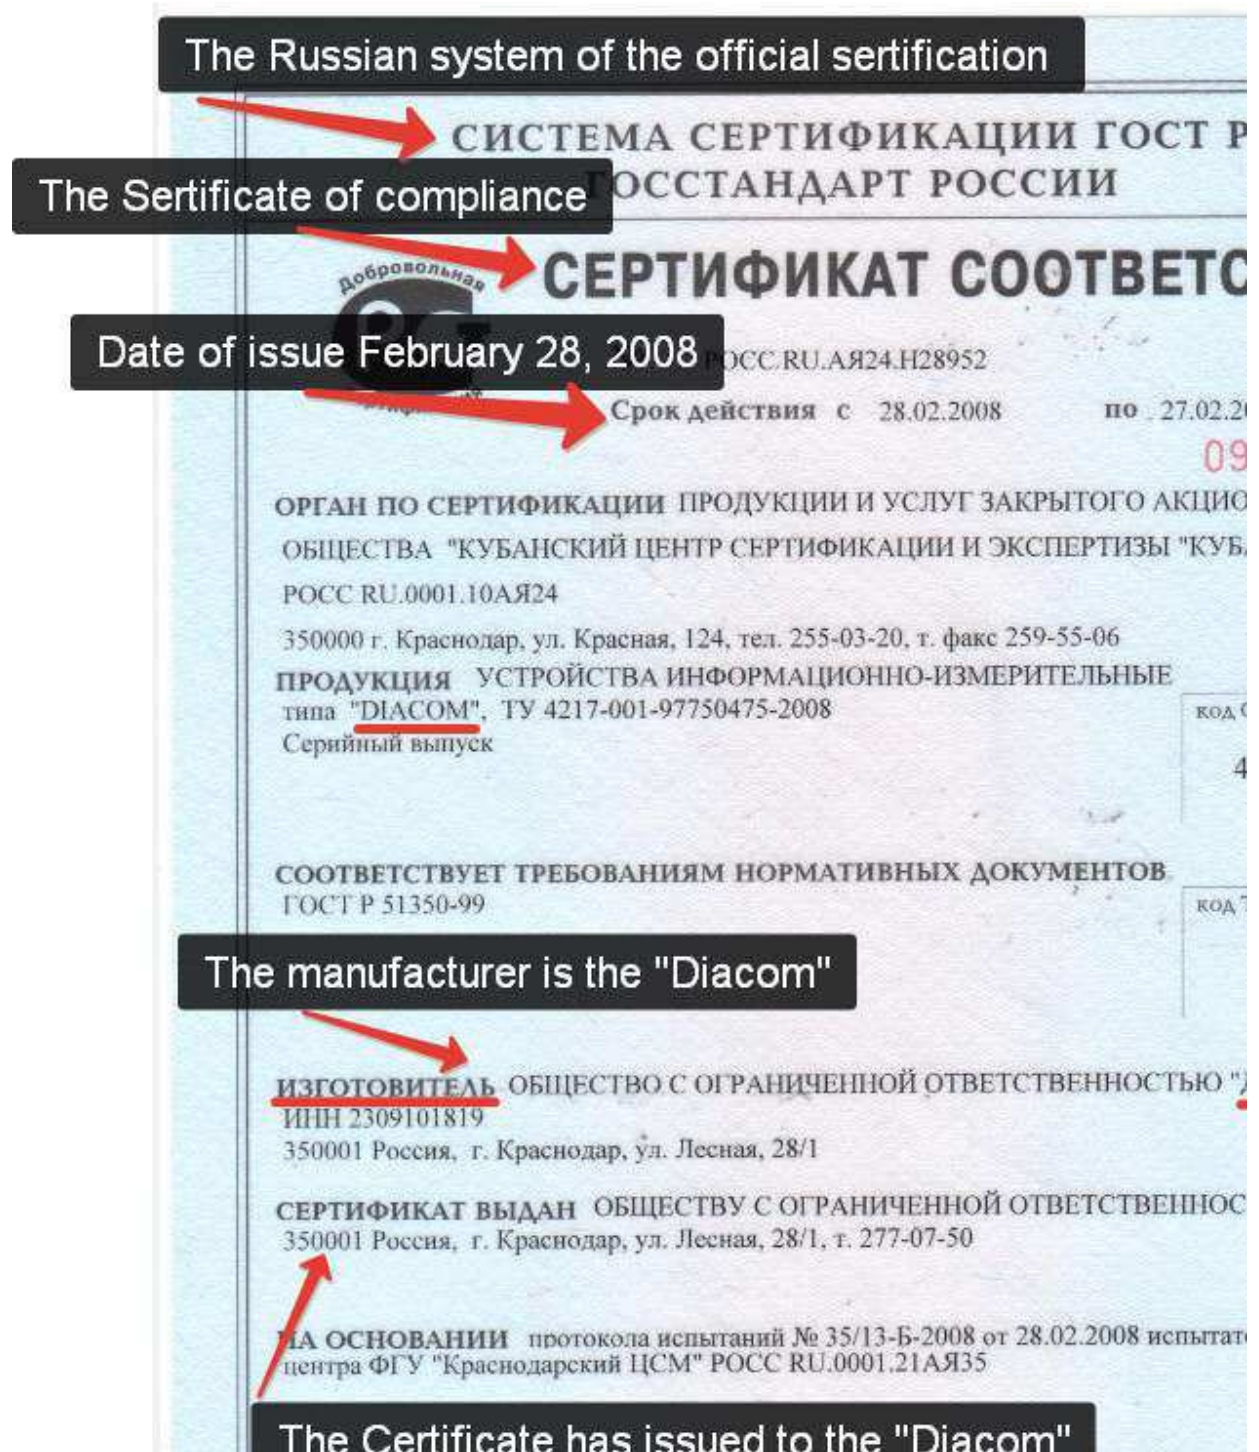 The Russian system of the official sertification
СИСТЕМА СЕРТИФИКАЦИИ ГОСТ Р
The Sertificate of compliance
ОССТАНДАРТ РОССИИ
Добровольная
СЕРТИФИКАТ СООТВЕТС
Date of issue February 28, 2008
РОСС.RU.АЯ24.Н28952
Срок действия с 28.02.2008 по 27.02.20
09
ОРГАН ПО СЕРТИФИКАЦИИ ПРОДУКЦИИ И УСЛУГ ЗАКРЫТОГО АКЦИО
ОБЩЕСТВА "КУБАНСКИЙ ЦЕНТР СЕРТИФИКАЦИИ И ЭКСПЕРТИЗЫ "КУБА
РОСС RU.0001.10АЯ24
350000 г. Краснодар, ул. Красная, 124, тел. 255-03-20, т. факс 259-55-06
ПРОДУКЦИЯ УСТРОЙСТВА ИНФОРМАЦИОННО-ИЗМЕРИТЕЛЬНЫЕ
типа "DIACOM", ТУ 4217-001-97750475-2008
код
Серийный выпуск
4
СООТВЕТСТВУЕТ ТРЕБОВАНИЯМ НОРМАТИВНЫХ ДОКУМЕНТОВ
ГОСТ Р 51350-99
код
The manufacturer is the "Diacom"
ИЗГОТОВИТЕЛЬ ОБЩЕСТВО С ОГРАНИЧЕННОЙ ОТВЕТСТВЕННОСТЬЮ "Д
ИНН 2309101819
350001 Россия, г. Краснодар, ул. Лесная, 28/1
СЕРТИФИКАТ ВЫДАН ОБЩЕСТВУ С ОГРАНИЧЕННОЙ ОТВЕТСТВЕННОС
350001 Россия, г. Краснодар, ул. Лесная, 28/1, т. 277-07-50
НА ОСНОВАНИИ протокола испытаний № 35/13-Б-2008 от 28.02.2008 испытат
центра ФГУ "Краснодарский ЦСМ" РОСС RU.0001.21АЯ35
The Certificate has issued to the "Diacom"